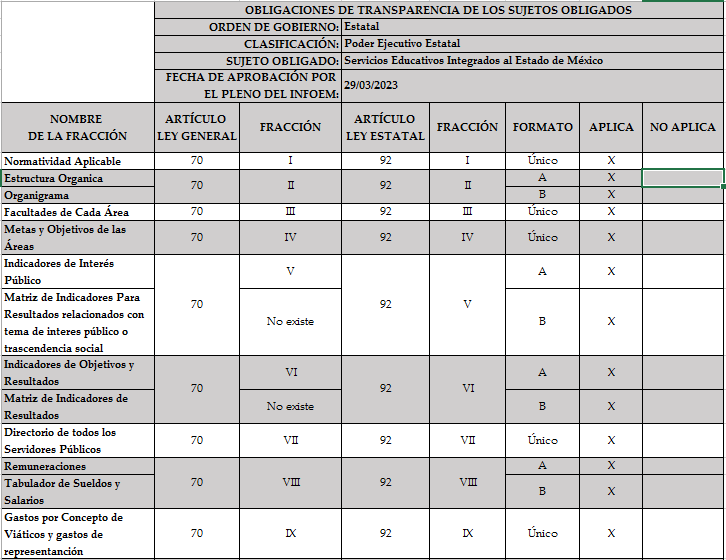 OBLIGACIONES DE TRANSPARENCIA DE LOS SUJETOS OBLIGADOS
ORDEN DE GOBIERNO: Estatal
CLASIFICACIÓN: Poder Ejecutivo Estatal
SUJETO OBLIGADO: Servicios Educativos Integrados al Estado de México
FECHA DE APROBACIÓN POR
EL PLENO DEL INFOEM: 29/03/2023
NOMBRE
DE LA FRACCIÓN
ARTÍCULO
LEY GENERAL
FRACCIÓN
ARTÍCULO
LEY ESTATAL
FRACCIÓN
FORMATO
APLICA
NO APLICA
Normatividad Aplicable 70 I 92 I Único X
Estructura Organica 70 II 92 II A X
Organigrama B X
Facultades de Cada Área 70 III 92 III Único X
Metas y Objetivos de las
Áreas 70 IV 92 IV Único X
Indicadores de Interés
Público 70 V 92 V A X
Matriz de Indicadores Para
Resultados relacionados con
tema de interes público o
trascendencia social No existe B X
Indicadores de Objetivos y
Resultados 70 VI 92 VI A X
Matriz de Indicadores de
Resultados No existe B X
Directorio de todos los
Servidores Públicos 70 VII 92 VII Único X
Remuneraciones 70 VIII 92 VIII A X
Tabulador de Sueldos y
Salarios B X
Gastos por Concepto de
Viáticos y gastos de
representanción 70 IX 92 IX Único X